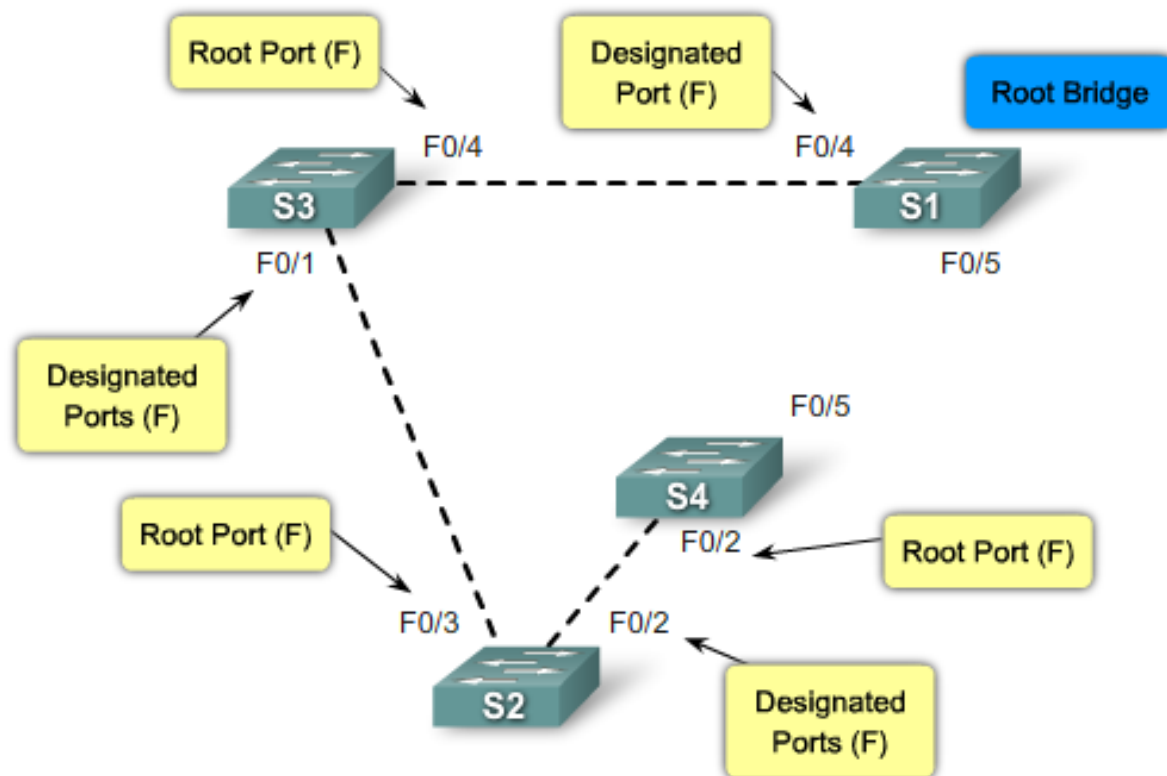 Root Port (F)
Designated
Port (F)
Root Bridge
F0/4
F0/4
S3
S1
F0/1
F0/5
Designated
Ports (F)
F0/5
S4
Root Port (F)
F0/2
Root Port (F)
F0/3
F0/2
S2
Designated
Ports (F)